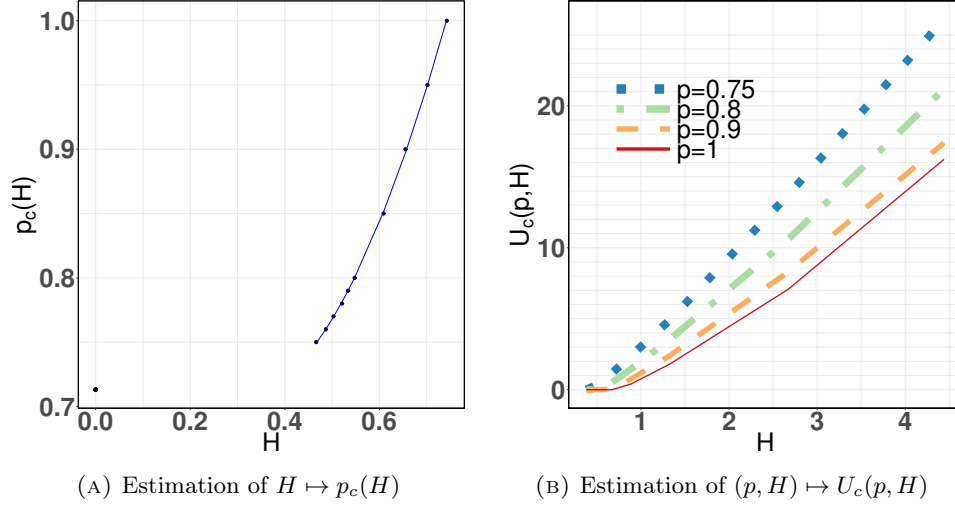 1.0
0.9
0.8
0.7
p_c(H)
0.0 0.2 0.4 0.6
H
(A) Estimation of H ↦ p_c(H)
20
10
0
U_c(p, H)
p=0.75
p=0.8
p=0.9
p=1
1 2 3 4
H
(B) Estimation of (p, H) ↦ U_c(p, H)